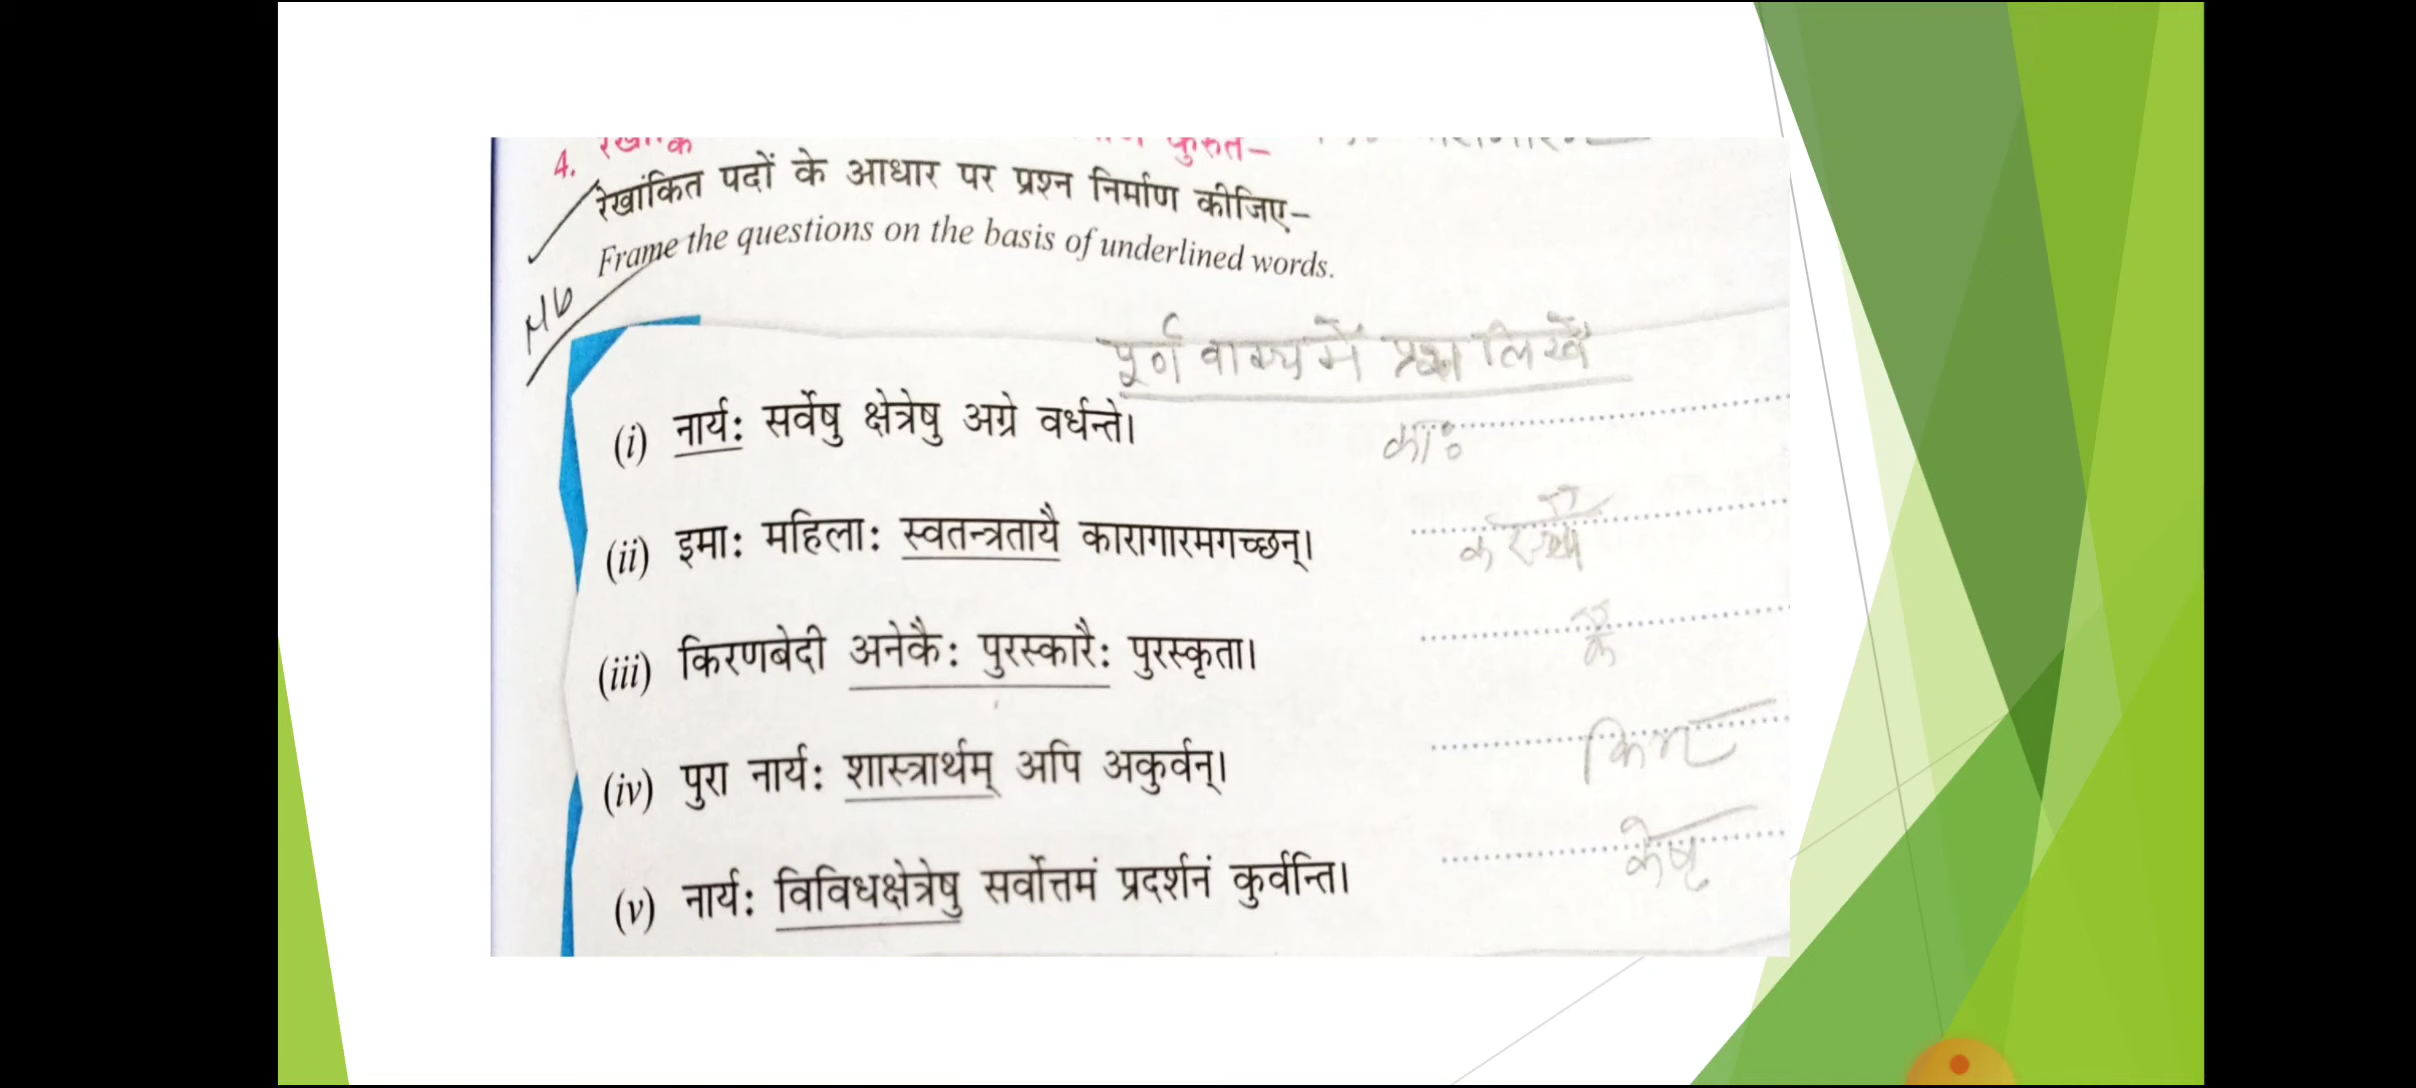 4.
रेखांकित पदों के आधार पर प्रश्न निर्माण कीजिए–
Frame the questions on the basis of underlined words.
HW
पूर्ण वाक्य में प्रश्न लिखें
(i) नार्यः सर्वेषु क्षेत्रेषु अग्रे वर्धन्ते। ........ काः
(ii) इमाः महिलाः स्वतन्त्रतायै कारागारमगच्छन्। ........
(iii) किरणबेदी अनेकैः पुरस्कारैः पुरस्कृता। ........
(iv) पुरा नार्यः शास्त्रार्थम् अपि अकुर्वन्। ........ किम्
(v) नार्यः विविधक्षेत्रेषु सर्वोत्तमं प्रदर्शनं कुर्वन्ति। ........ केषु